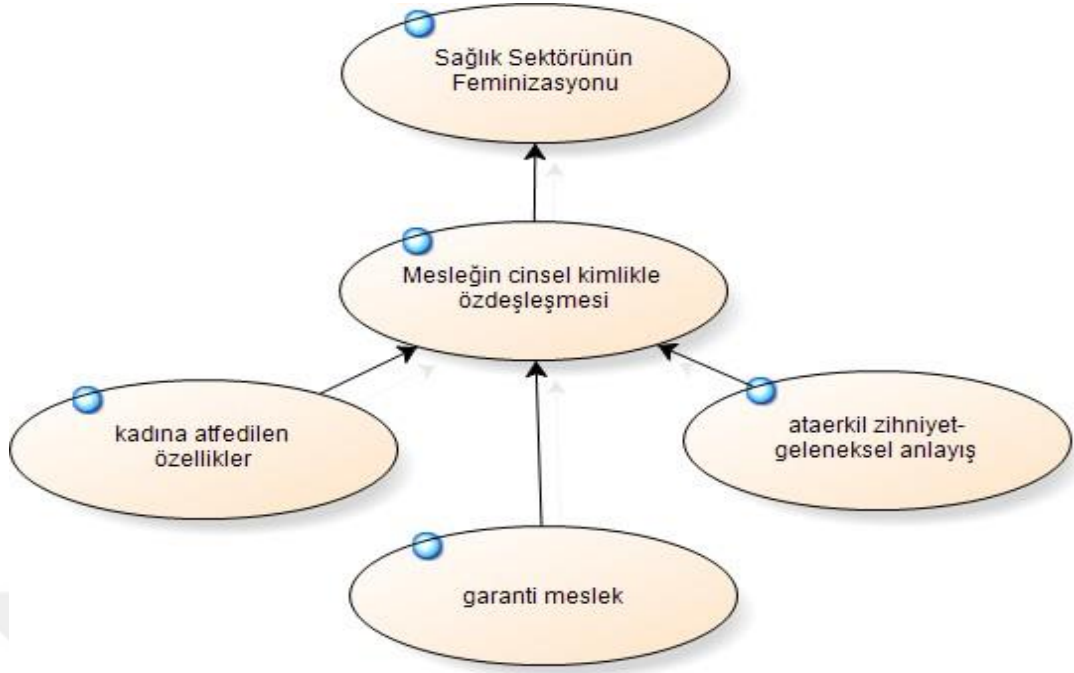 Sağlık Sektörünün
Feminizasyonu
Mesleğin cinsel kimlikle
özdeşleşmesi
kadına atfedilen
özellikler
ataerkil zihniyet-
geleneksel anlayış
garanti meslek